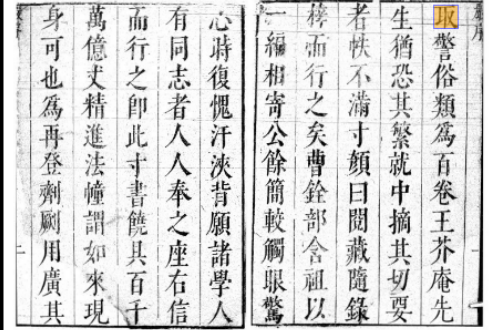 取警俗類爲百卷王芥庵先
生猶恐其繁就中摘其切要
者帙不滿寸顏曰閱藏隨錄
梓而行之矣曹銓部含祖以
一編相寄公餘簡較觸眼驚
心時復愧汗浹背願諸學人
有同志者人人奉之座右信
而行之卽此寸書饒其百千
萬億丈精進法幢謂如來現
身可也爲再登劑劂用廣其